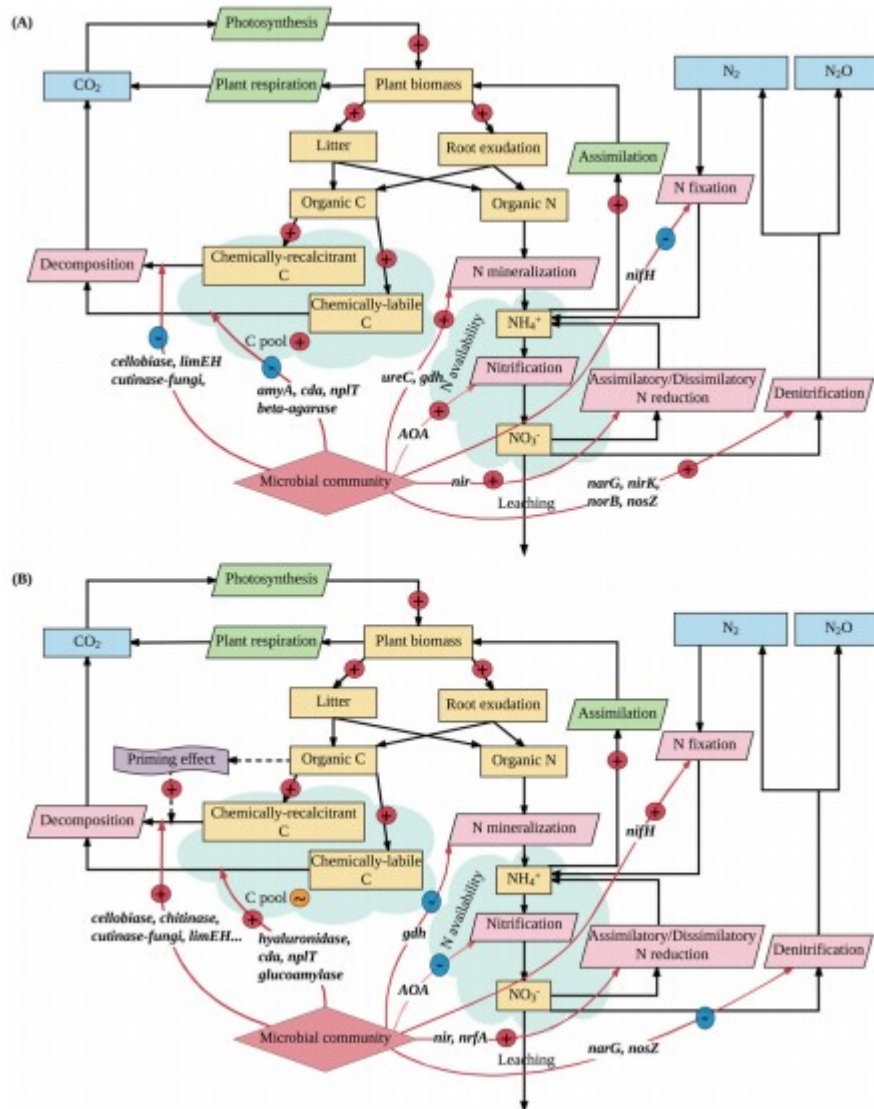 (A)
Photosynthesis
+
CO₂
Plant respiration
Plant biomass
N₂
N₂O
+
+
Litter
Root exudation
Assimilation
N fixation
Organic C
Organic N
+
+
-
+
Decomposition
Chemically-recalcitrant
C
N mineralization
nifH
Chemically-labile
C
NH₄⁺
C pool
+
+
N availability
-
-
cellobiase, limEH
cutinase-fungi,
amyA, cda, nplT
beta-agarase
ureC, gdh
Nitrification
Assimilatory/Dissimilatory
N reduction
Denitrification
AOA
+
NO₃⁻
Microbial community
nir
+
+
Leaching
narG, nirK,
norB, nosZ
(B)
Photosynthesis
+
CO₂
Plant respiration
Plant biomass
N₂
N₂O
+
+
Litter
Root exudation
Assimilation
N fixation
Priming effect
Organic C
Organic N
+
+
+
+
+
Decomposition
Chemically-recalcitrant
C
N mineralization
nifH
Chemically-labile
C
NH₄⁺
C pool
~
-
N availability
+
+
cellobiase, chitinase,
cutinase-fungi, limEH...
hyaluronidase,
cda, nplT
glucoamylase
gdh
Nitrification
Assimilatory/Dissimilatory
N reduction
Denitrification
AOA
-
NO₃⁻
-
Microbial community
nir, nrfA
+
Leaching
narG, nosZ